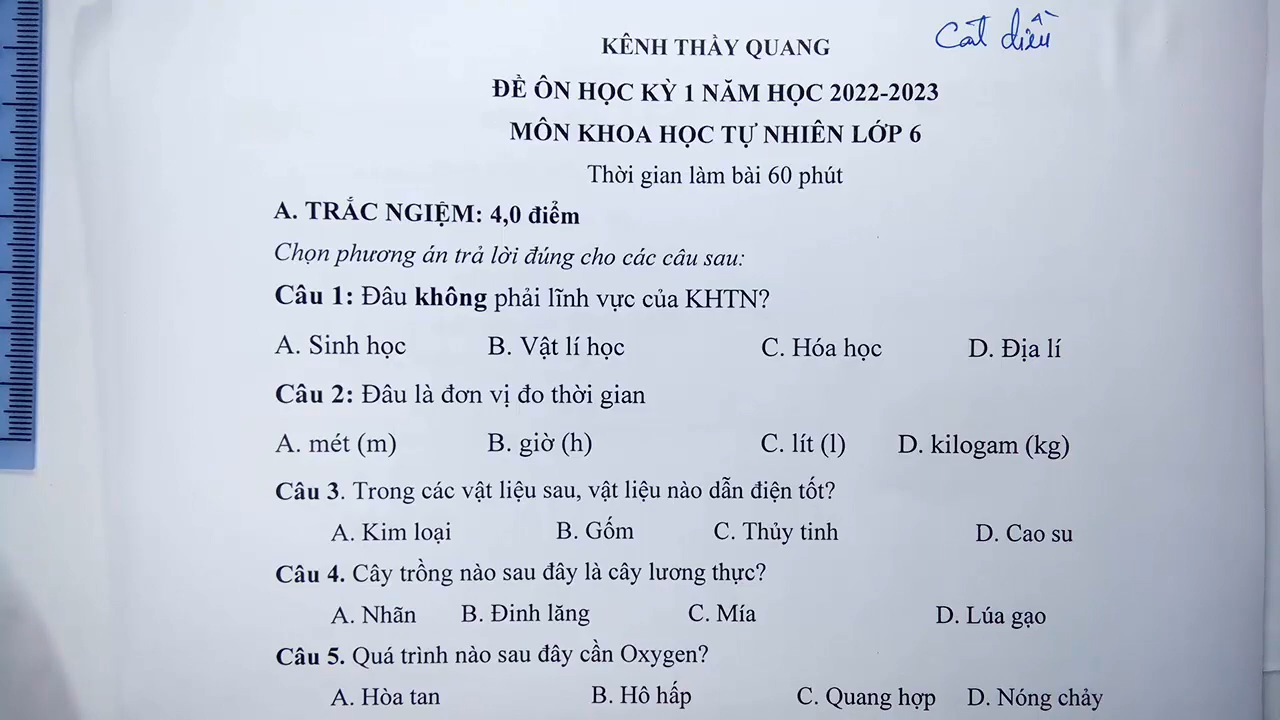 Cát diều
KÊNH THẦY QUANG
ĐỀ ÔN HỌC KỲ 1 NĂM HỌC 2022-2023
MÔN KHOA HỌC TỰ NHIÊN LỚP 6
Thời gian làm bài 60 phút
A. TRẮC NGIỆM: 4,0 điểm
Chọn phương án trả lời đúng cho các câu sau:
Câu 1: Đâu không phải lĩnh vực của KHTN?
A. Sinh học B. Vật lí học C. Hóa học D. Địa lí
Câu 2: Đâu là đơn vị đo thời gian
A. mét (m) B. giờ (h) C. lít (l) D. kilogam (kg)
Câu 3. Trong các vật liệu sau, vật liệu nào dẫn điện tốt?
A. Kim loại B. Gốm C. Thủy tinh D. Cao su
Câu 4. Cây trồng nào sau đây là cây lương thực?
A. Nhãn B. Đinh lăng C. Mía D. Lúa gạo
Câu 5. Quá trình nào sau đây cần Oxygen?
A. Hòa tan B. Hô hấp C. Quang hợp D. Nóng chảy